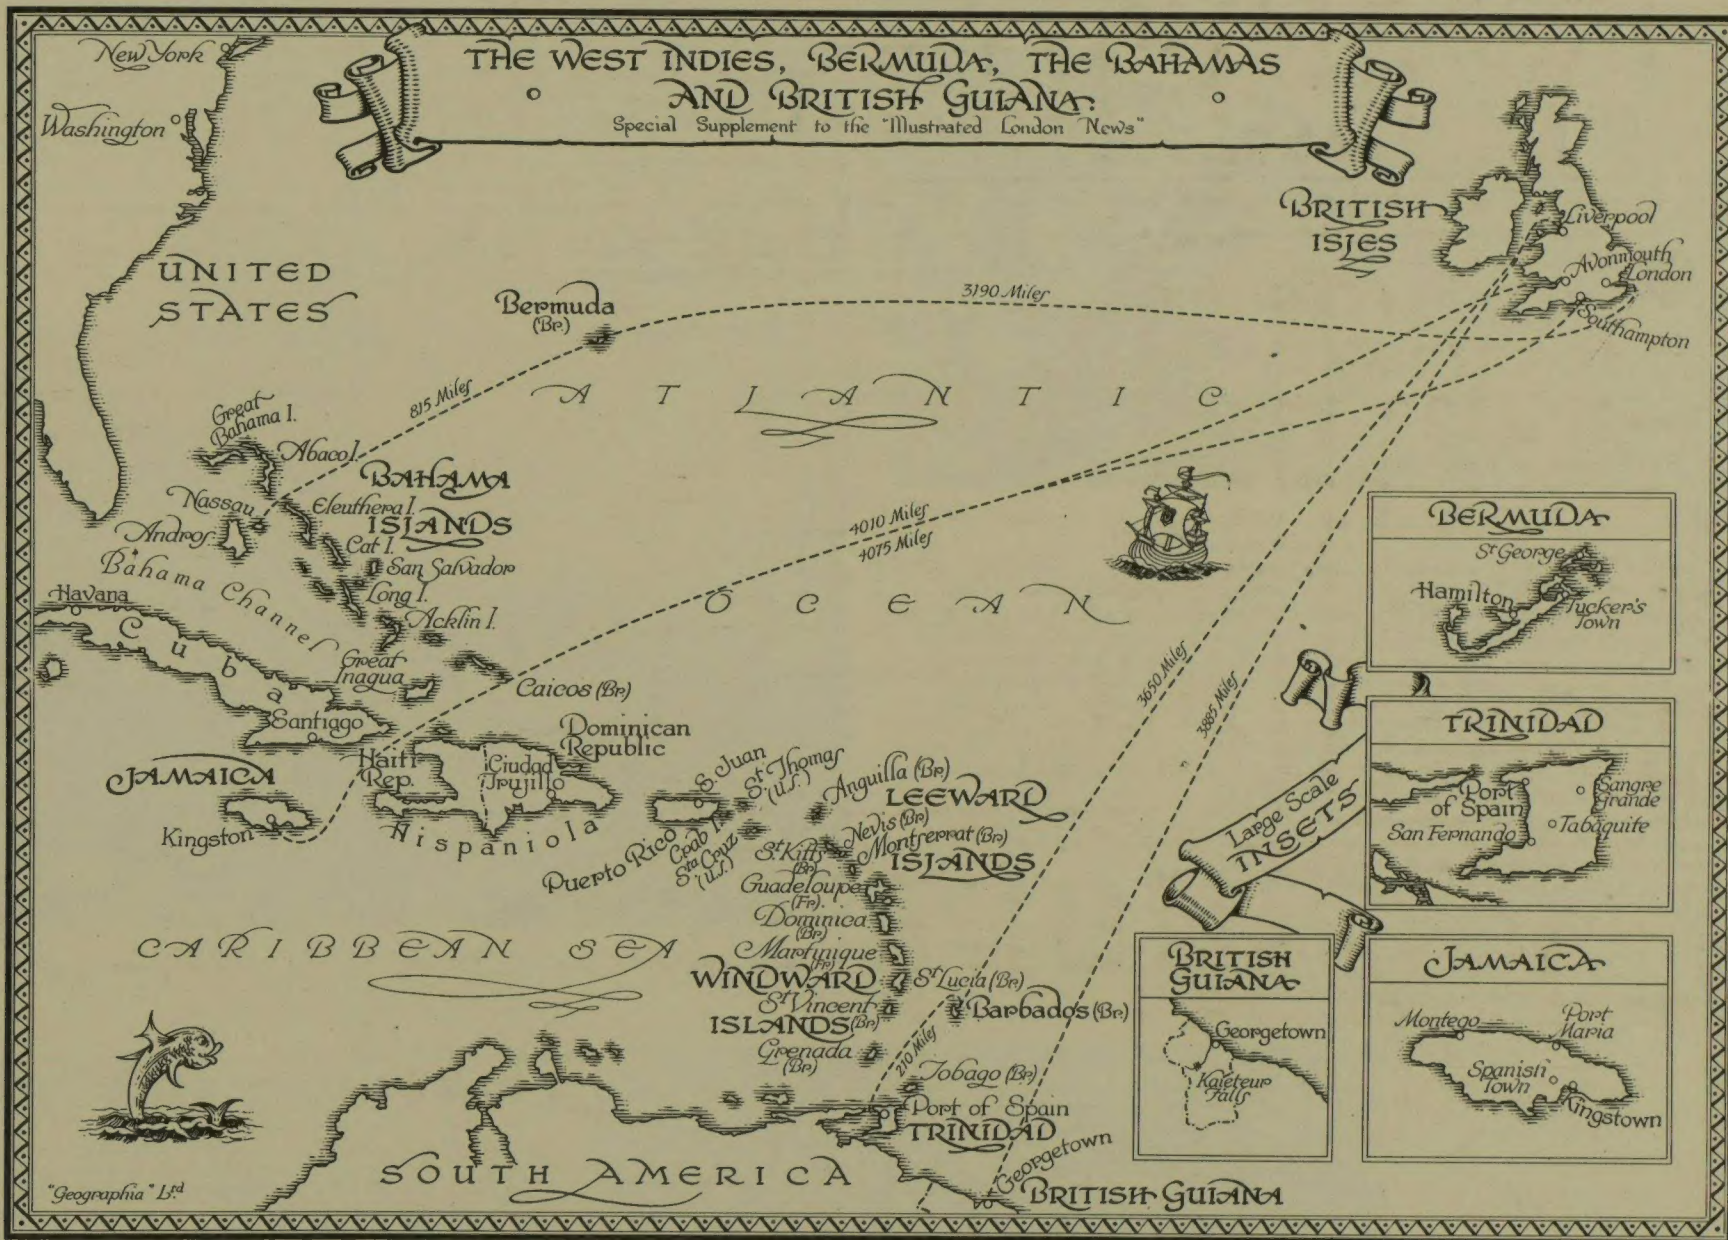 THE WEST INDIES, BERMUDA, THE BAHAMAS
AND BRITISH GUIANA.
Special Supplement to the "Illustrated London News"
New York
Washington
UNITED
STATES
BRITISH
ISLES
Liverpool
Avonmouth
London
Southampton
Bermuda
(Br)
3190 Miles
815 Miles
ATLANTIC
OCEAN
4010 Miles
4075 Miles
3650 Miles
3885 Miles
270 Miles
Great
Bahama I.
Abaco I.
BAHAMA
ISLANDS
Nassau
Eleuthera I.
Andros
Cat I.
San Salvador
Long I.
Acklin I.
Bahama Channel
Havana
Cuba
Great
Inagua
Caicos (Br)
Santiago
JAMAICA
Kingston
Haiti
Rep.
Ciudad
Trujillo
Dominican
Republic
Hispaniola
S. Juan
Puerto Rico
Crab I.
St Thomas
(U.S.)
Sta Cruz
(U.S.)
Anguilla (Br)
LEEWARD
ISLANDS
Nevis (Br)
Montserrat (Br)
St Kitts
(Br)
Guadeloupe
(Fr).
Dominica
(Br)
Martinique
(Fr)
WINDWARD
ISLANDS
St Lucia (Br)
St Vincent
(Br)
Barbados (Br)
Grenada
(Br)
Tobago (Br)
Port of Spain
TRINIDAD
Georgetown
BRITISH GUIANA
CARIBBEAN SEA
SOUTH AMERICA
"Geographia" Ltd
Large Scale
INSETS
BERMUDA
St George
Hamilton
Tucker's
Town
TRINIDAD
Port
of Spain
Sangre
Grande
San Fernando
Tabaquite
BRITISH
GUIANA
Georgetown
Kaieteur
Falls
JAMAICA
Montego
Port
Maria
Spanish
Town
Kingstown